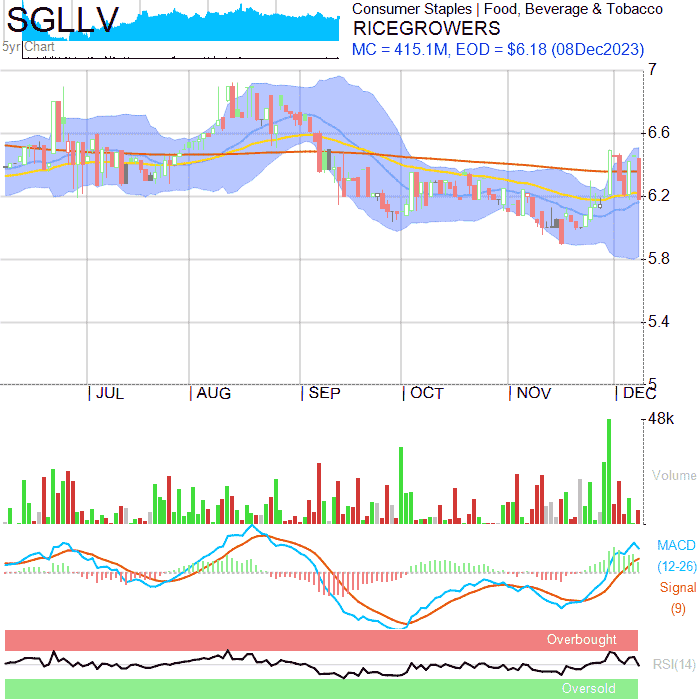 SGLLV
Consumer Staples | Food, Beverage & Tobacco
RICEGROWERS
5yr Chart
MC = 415.1M, EOD = $6.18 (08Dec2023)
7
6.6
6.2
5.8
5.4
5
JUL AUG SEP OCT NOV DEC
48k
Volume
MACD
(12-26)
Signal
(9)
Overbought
RSI(14)
Oversold